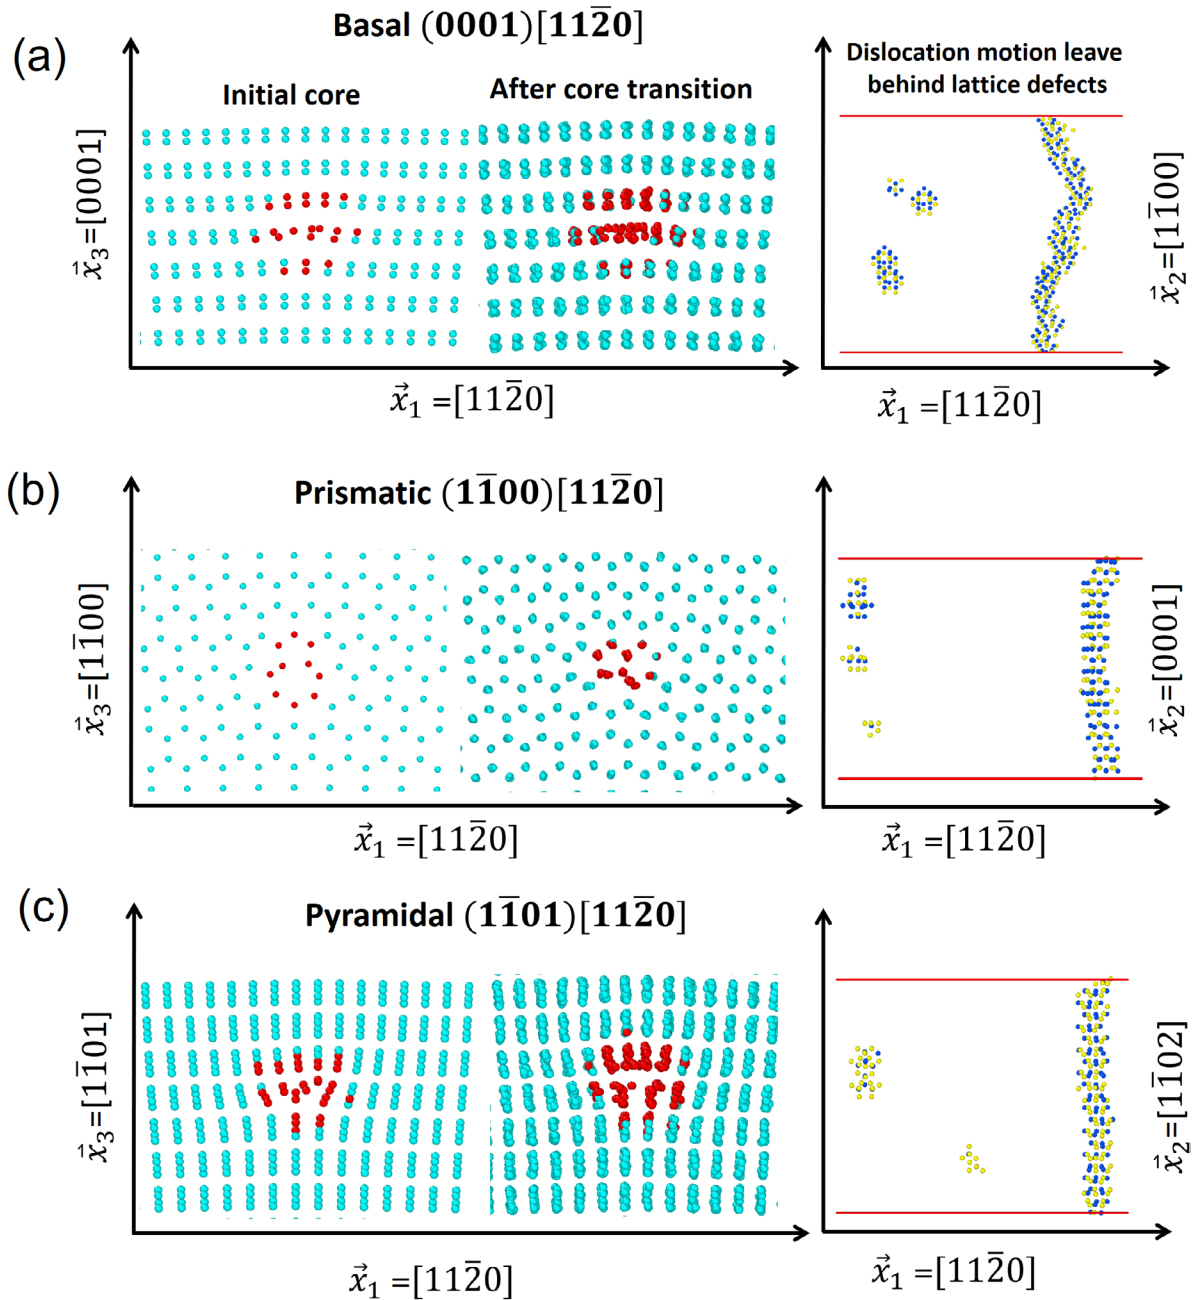 (a)
Basal (0001)[112̅0]
Initial core
After core transition
x⃗₃=[0001]
x⃗₁ =[112̅0]
Dislocation motion leave
behind lattice defects
x⃗₂=[11̅00]
x⃗₁ =[112̅0]
(b)
Prismatic (11̅00)[112̅0]
x⃗₃=[11̅00]
x⃗₁ =[112̅0]
x⃗₂=[0001]
x⃗₁ =[112̅0]
(c)
Pyramidal (11̅01)[112̅0]
x⃗₃=[11̅01]
x⃗₁ =[112̅0]
x⃗₂=[11̅02]
x⃗₁ =[112̅0]